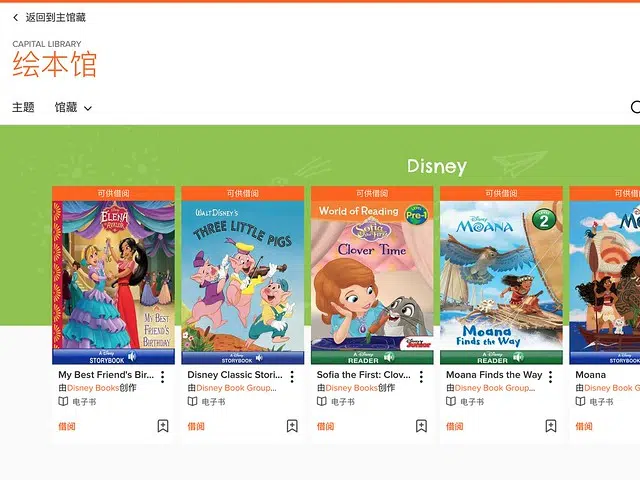 返回到主馆藏
CAPITAL LIBRARY
绘本馆
主题 馆藏
Disney
可供借阅 可供借阅 可供借阅 可供借阅 可供借阅
ELENA
OF AVALOR
MY BEST
FRIEND'S
BIRTHDAY
A Disney
STORYBOOK
WALT DISNEY'S
THREE LITTLE PIGS
A Disney
STORYBOOK
World of Reading
LEVEL
Pre-1
Sofia
the First
Clover Time
Disney
Junior
A Disney
READER
Disney
MOANA
LEVEL
2
Moana
Finds the Way
A Disney
READER
My Best Friend's Bir...
由Disney Books创作
电子书
借阅
Disney Classic Stori...
由Disney Book Group...
电子书
借阅
Sofia the First: Clov...
由Disney Books创作
电子书
借阅
Moana Finds the Way
由Disney Book Group...
电子书
借阅
Moana
由Disney G
电子书
借阅